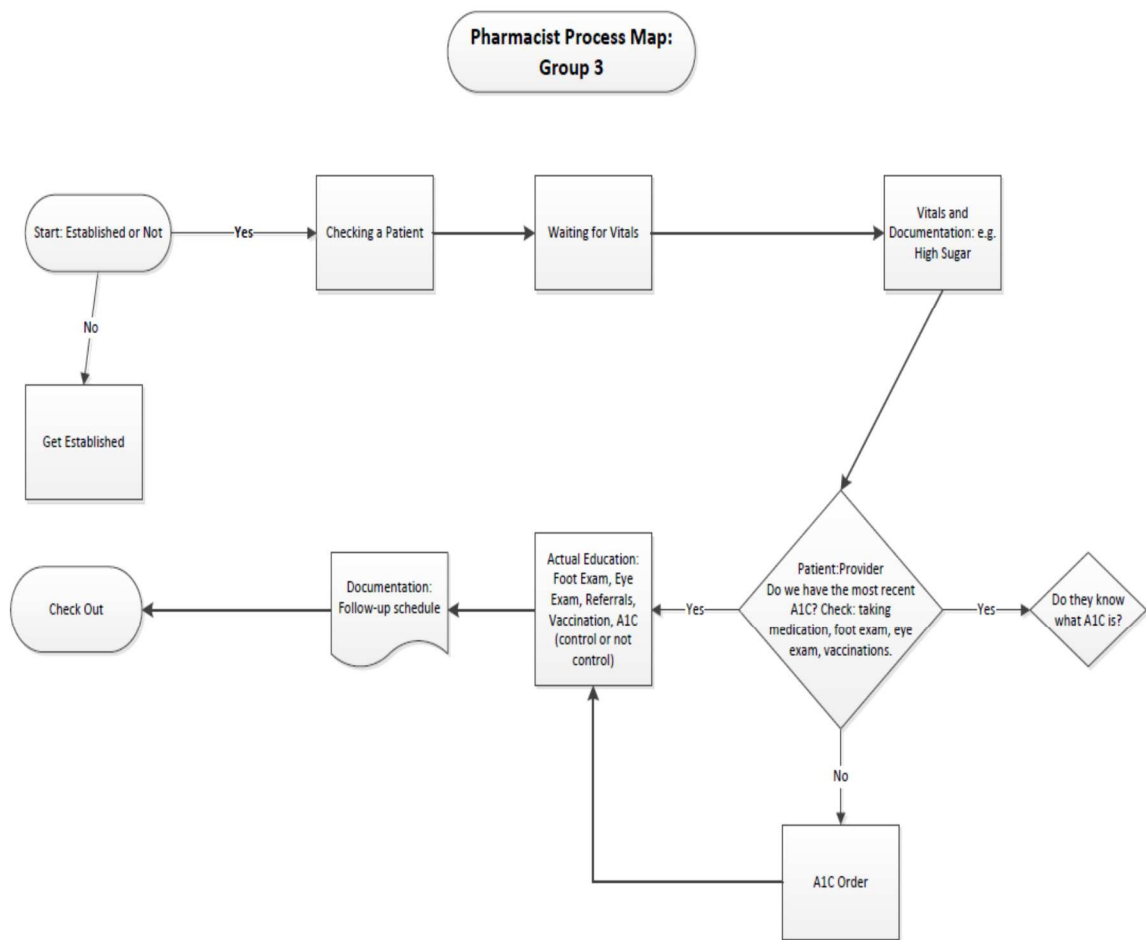 Pharmacist Process Map:
Group 3
Start: Established or Not
Yes
Checking a Patient
Waiting for Vitals
Vitals and
Documentation: e.g.
High Sugar
No
Get Established
Check Out
Documentation:
Follow-up schedule
Actual Education:
Foot Exam, Eye
Exam, Referrals,
Vaccination, A1C
(control or not
control)
Yes
Patient:Provider
Do we have the most recent
A1C? Check: taking
medication, foot exam, eye
exam, vaccinations.
Yes
Do they know
what A1C is?
No
A1C Order